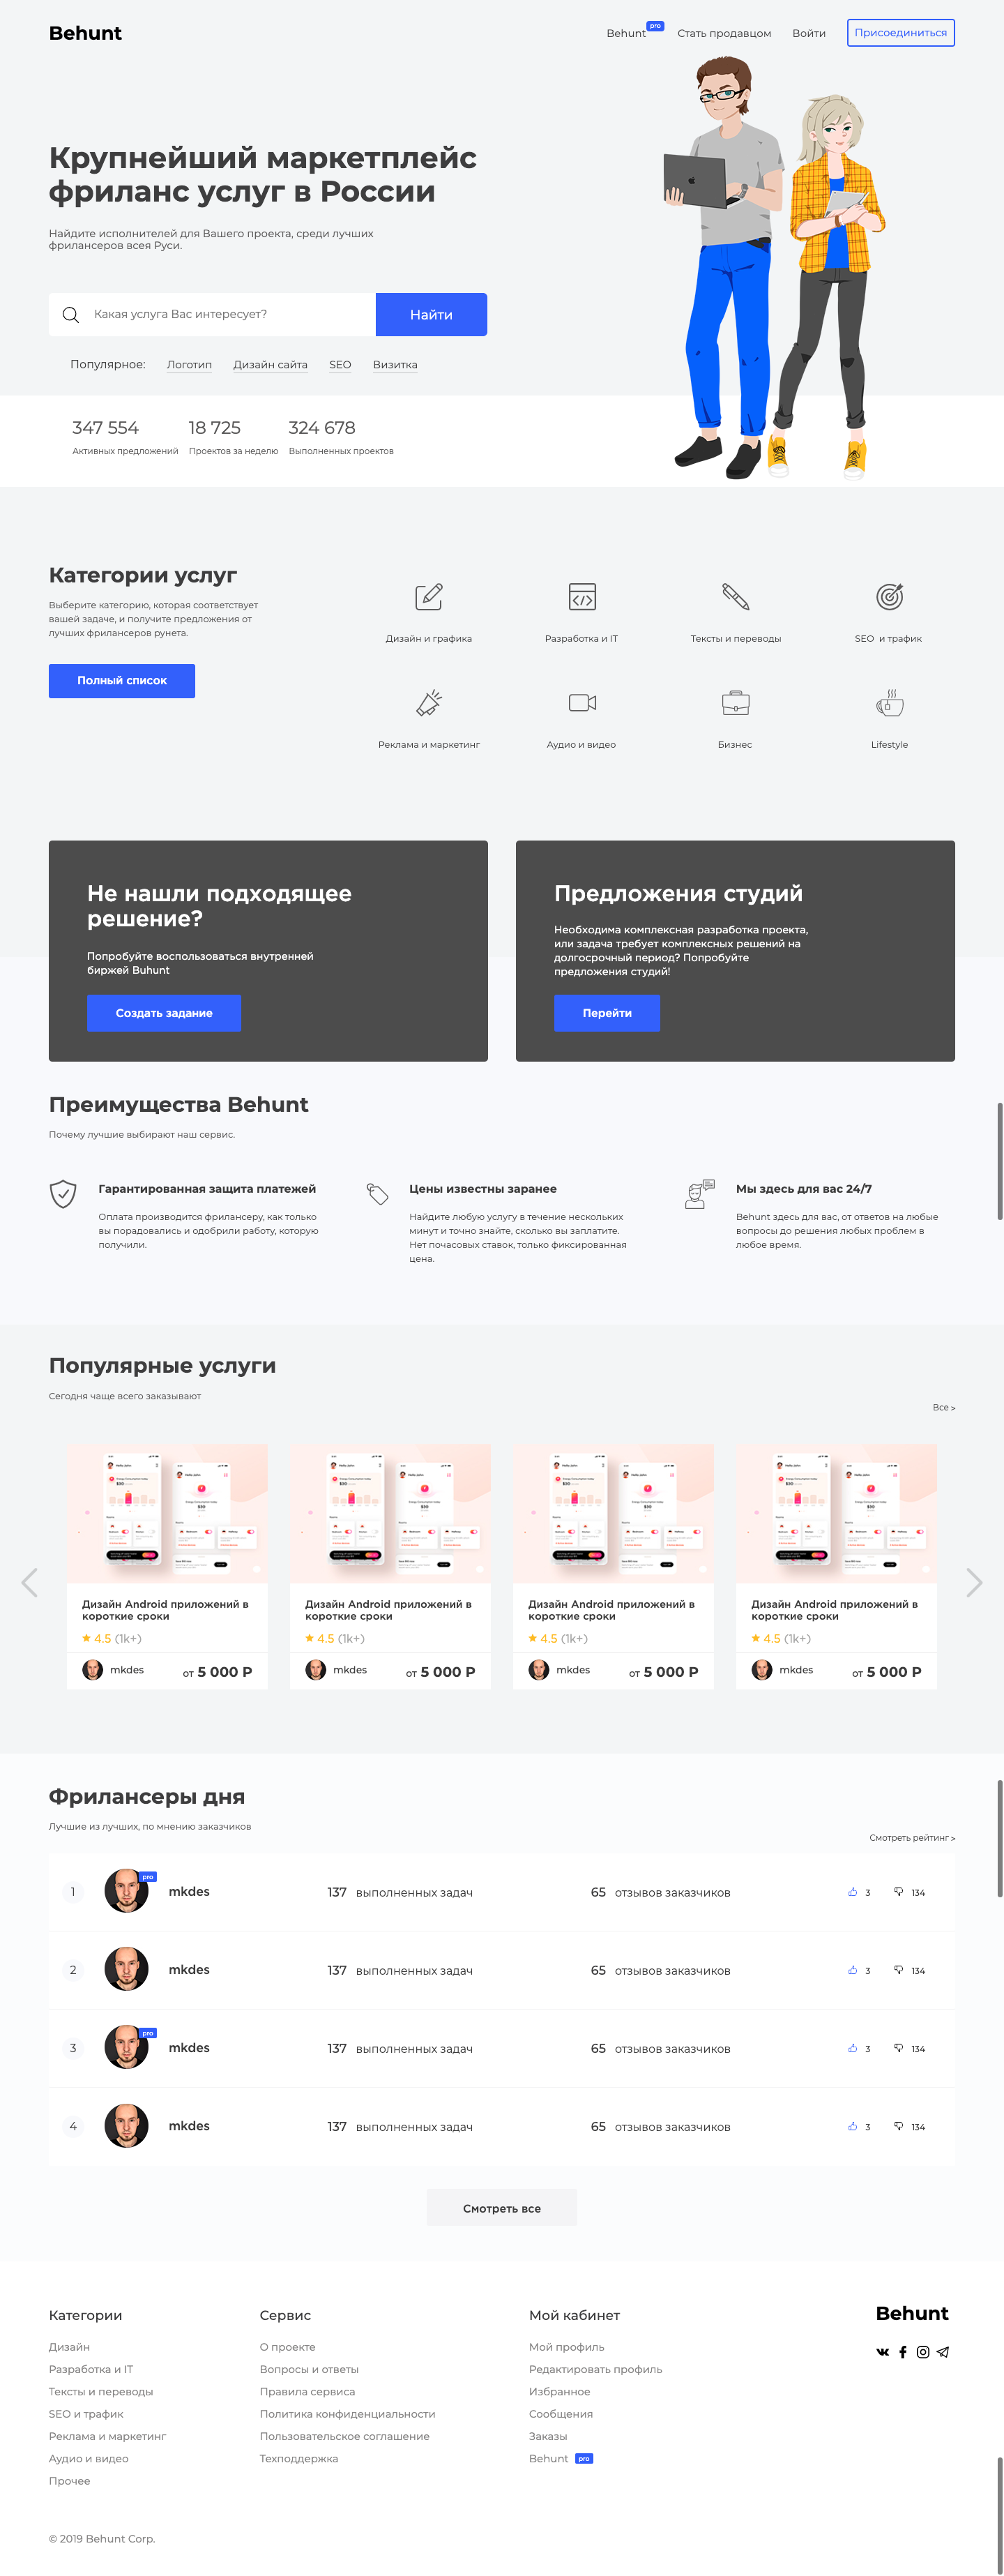 Behunt
Behunt pro
Стать продавцом
Войти
Присоединиться
Крупнейший маркетплейс
фриланс услуг в России
Найдите исполнителей для Вашего проекта, среди лучших
фрилансеров всея Руси.
Какая услуга Вас интересует?
Найти
Популярное: Логотип Дизайн сайта SEO Визитка
347 554
Активных предложений
18 725
Проектов за неделю
324 678
Выполненных проектов
Категории услуг
Выберите категорию, которая соответствует
вашей задаче, и получите предложения от
лучших фрилансеров рунета.
Полный список
Дизайн и графика
Разработка и IT
Тексты и переводы
SEO и трафик
Реклама и маркетинг
Аудио и видео
Бизнес
Lifestyle
Не нашли подходящее
решение?
Попробуйте воспользоваться внутренней
биржей Buhunt
Создать задание
Предложения студий
Необходима комплексная разработка проекта,
или задача требует комплексных решений на
долгосрочный период? Попробуйте
предложения студий!
Перейти
Преимущества Behunt
Почему лучшие выбирают наш сервис.
Гарантированная защита платежей
Оплата производится фрилансеру, как только
вы порадовались и одобрили работу, которую
получили.
Цены известны заранее
Найдите любую услугу в течение нескольких
минут и точно знайте, сколько вы заплатите.
Нет почасовых ставок, только фиксированная
цена.
Мы здесь для вас 24/7
Behunt здесь для вас, от ответов на любые
вопросы до решения любых проблем в
любое время.
Популярные услуги
Сегодня чаще всего заказывают
Все >
Дизайн Android приложений в
короткие сроки
4.5 (1k+)
mkdes от 5 000 Р
Дизайн Android приложений в
короткие сроки
4.5 (1k+)
mkdes от 5 000 Р
Дизайн Android приложений в
короткие сроки
4.5 (1k+)
mkdes от 5 000 Р
Дизайн Android приложений в
короткие сроки
4.5 (1k+)
mkdes от 5 000 Р
Фрилансеры дня
Лучшие из лучших, по мнению заказчиков
Смотреть рейтинг >
1 pro mkdes 137 выполненных задач 65 отзывов заказчиков 3 134
2 mkdes 137 выполненных задач 65 отзывов заказчиков 3 134
3 pro mkdes 137 выполненных задач 65 отзывов заказчиков 3 134
4 mkdes 137 выполненных задач 65 отзывов заказчиков 3 134
Смотреть все
Категории
Дизайн
Разработка и IT
Тексты и переводы
SEO и трафик
Реклама и маркетинг
Аудио и видео
Прочее
Сервис
О проекте
Вопросы и ответы
Правила сервиса
Политика конфиденциальности
Пользовательское соглашение
Техподдержка
Мой кабинет
Мой профиль
Редактировать профиль
Избранное
Сообщения
Заказы
Behunt pro
Behunt
© 2019 Behunt Corp.